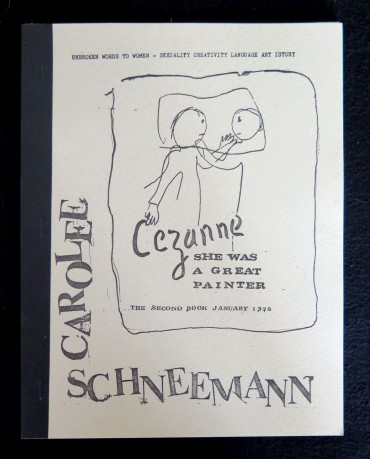 UNBROKEN WORDS TO WOMEN - SEXUALITY CREATIVITY LANGUAGE ART ISTORY
Cezanne
SHE WAS
A GREAT
PAINTER
THE SECOND BOOK JANUARY 1975
CAROLEE
SCHNEEMANN